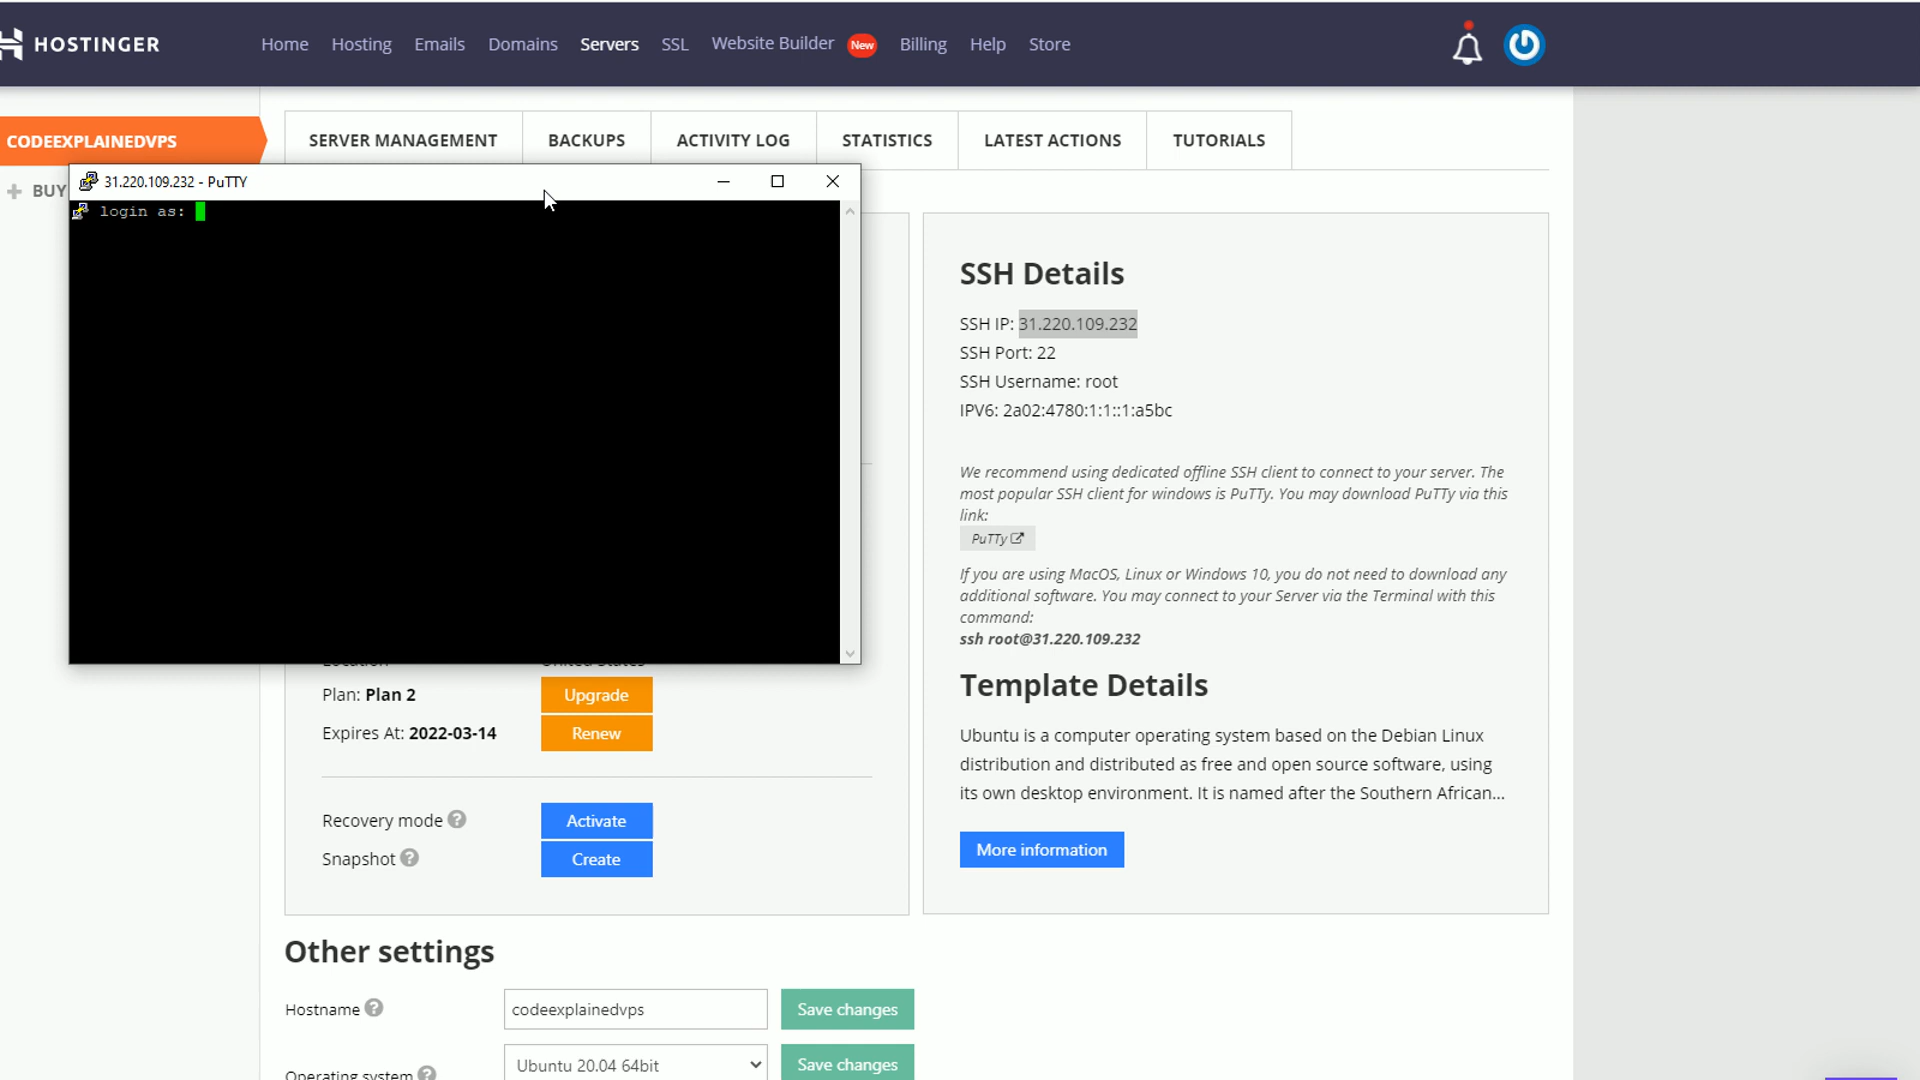 HOSTINGER
Home Hosting Emails Domains Servers SSL Website Builder New Billing Help Store
CODEEXPLAINEDVPS
SERVER MANAGEMENT BACKUPS ACTIVITY LOG STATISTICS LATEST ACTIONS TUTORIALS
BUY
31.220.109.232 - PuTTY
login as:
SSH Details
SSH IP: 31.220.109.232
SSH Port: 22
SSH Username: root
IPV6: 2a02:4780:1:1::1:a5bc
We recommend using dedicated offline SSH client to connect to your server. The
most popular SSH client for windows is PuTTy. You may download PuTTy via this
link:
PuTTy
If you are using MacOS, Linux or Windows 10, you do not need to download any
additional software. You may connect to your Server via the Terminal with this
command:
ssh root@31.220.109.232
Template Details
Ubuntu is a computer operating system based on the Debian Linux
distribution and distributed as free and open source software, using
its own desktop environment. It is named after the Southern African...
More information
Plan: Plan 2 Upgrade
Expires At: 2022-03-14 Renew
Recovery mode ? Activate
Snapshot ? Create
Other settings
Hostname ? codeexplainedvps Save changes
Operating system ? Ubuntu 20.04 64bit Save changes